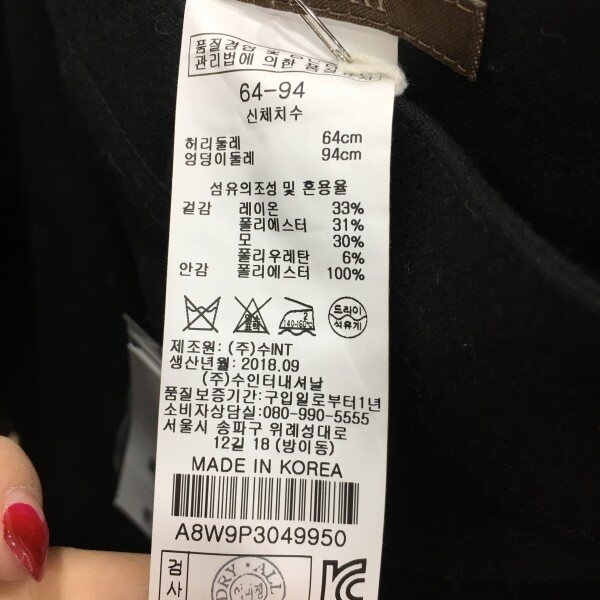 관리법에 의한
64-94
신체치수
허리둘레 64cm
엉덩이둘레 94cm
섬유의조성 및 혼용율
겉감 레이온 33%
폴리에스터 31%
모 30%
폴리우레탄 6%
안감 폴리에스터 100%
140-160℃ 드라이
석유계
제조원: (주)수INT
생산년월: 2018.09
(주)수인터내셔날
품질보증기간: 구입일로부터1년
소비자상담실: 080-990-5555
서울시 송파구 위례성대로
12길 18 (방이동)
MADE IN KOREA
A8W9P3049950
검
사
DRY ALL